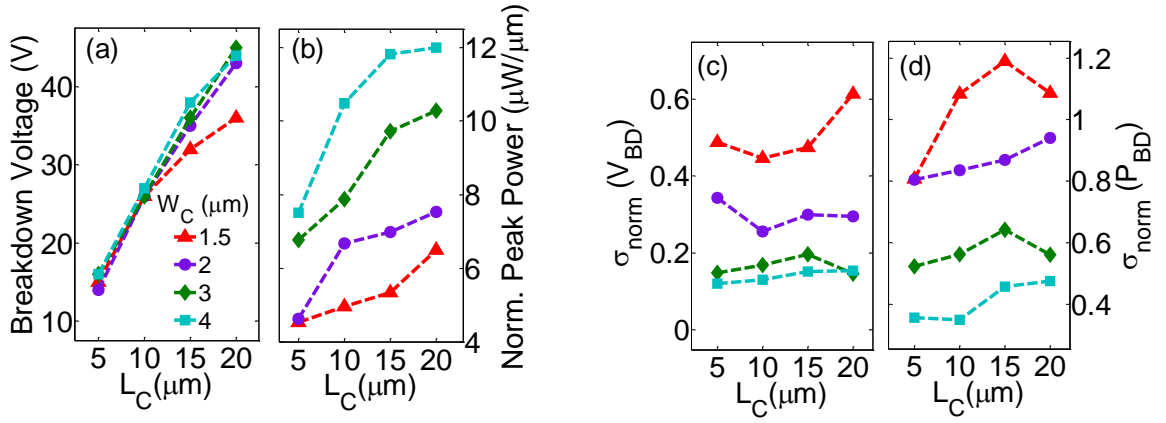 (a)
Breakdown Voltage (V)
40
30
20
10
W_C (μm)
1.5
2
3
4
5
10
15
20
L_C(μm)
(b)
12
10
8
6
4
Norm. Peak Power (μW/μm)
5
10
15
20
L_C(μm)
(c)
σ_norm (V_BD)
0.6
0.4
0.2
0
5
10
15
20
L_C(μm)
(d)
1.2
1
0.8
0.6
0.4
σ_norm (P_BD)
5
10
15
20
L_C(μm)